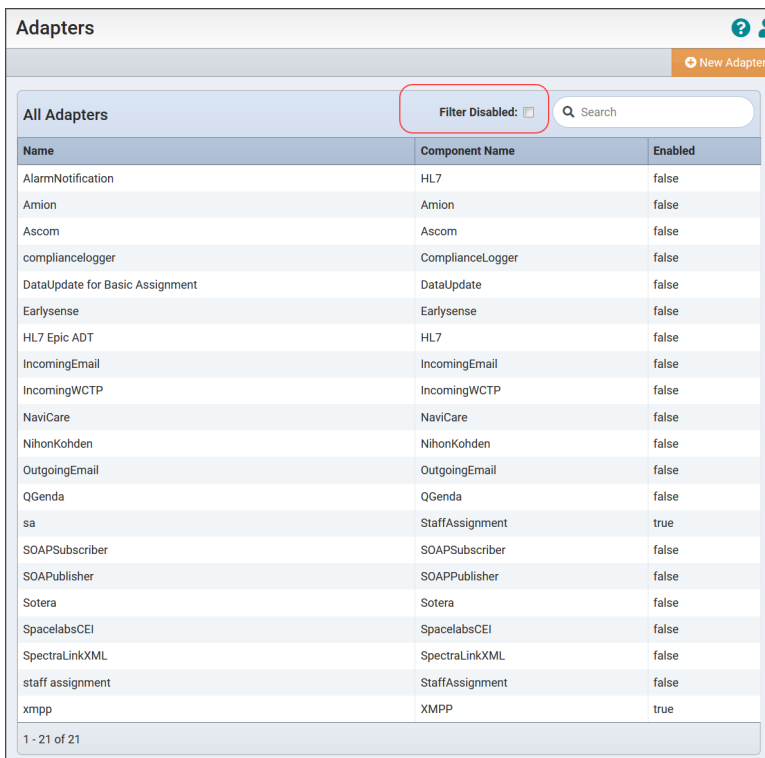 Adapters
New Adapter
All Adapters Filter Disabled: Search
Name Component Name Enabled
AlarmNotification HL7 false
Amion Amion false
Ascom Ascom false
compliancelogger ComplianceLogger false
DataUpdate for Basic Assignment DataUpdate false
Earlysense Earlysense false
HL7 Epic ADT HL7 false
IncomingEmail IncomingEmail false
IncomingWCTP IncomingWCTP false
NaviCare NaviCare false
NihonKohden NihonKohden false
OutgoingEmail OutgoingEmail false
QGenda QGenda false
sa StaffAssignment true
SOAPSubscriber SOAPSubscriber false
SOAPublisher SOAPPublisher false
Sotera Sotera false
SpacelabsCEI SpacelabsCEI false
SpectraLinkXML SpectraLinkXML false
staff assignment StaffAssignment false
xmpp XMPP true
1 - 21 of 21